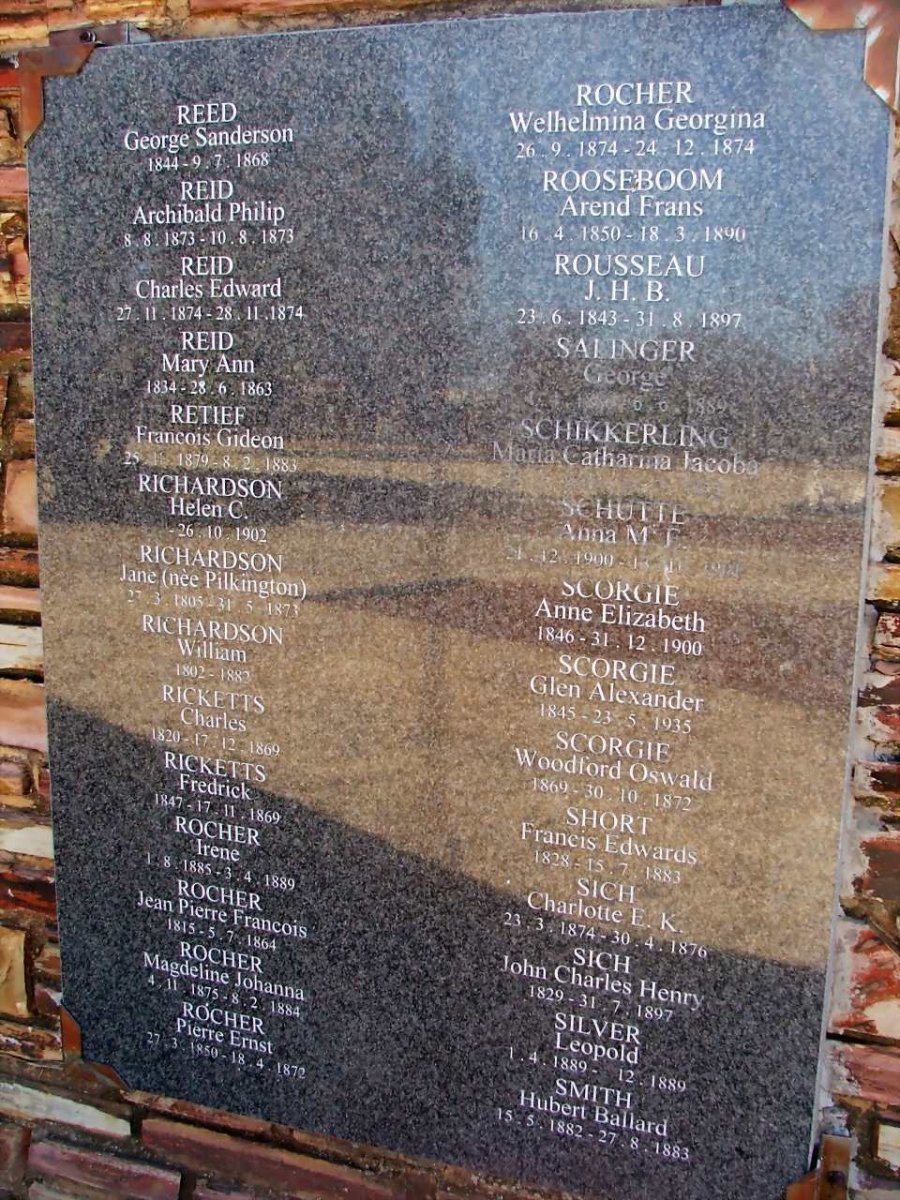 REED
George Sanderson
1844 - 9 . 7 . 1868
REID
Archibald Philip
8 . 8 . 1873 - 10 . 8 . 1873
REID
Charles Edward
27 . 11 . 1874 - 28 . 11 . 1874
REID
Mary Ann
1834 - 28 . 6 . 1863
RETIEF
Francois Gideon
25 . 11 . 1879 - 8 . 2 . 1883
RICHARDSON
Helen C.
- 26 . 10 . 1902
RICHARDSON
Jane (nèe Pilkington)
27 . 3 . 1805 - 31 . 5 . 1873
RICHARDSON
William
1802 - 1882
RICKETTS
Charles
1820 - 17 . 12 . 1869
RICKETTS
Fredrick
1847 - 17 . 11 . 1869
ROCHER
Irene
1 . 8 . 1885 - 3 . 4 . 1889
ROCHER
Jean Pierre Francois
1815 - 5 . 7 . 1864
ROCHER
Magdeline Johanna
4 . 11 . 1875 - 8 . 2 . 1884
ROCHER
Pierre Ernst
27 . 3 . 1850 - 18 . 4 . 1872
ROCHER
Welhelmina Georgina
26 . 9 . 1874 - 24 . 12 . 1874
ROOSEBOOM
Arend Frans
16 . 4 . 1850 - 18 . 3 . 1890
ROUSSEAU
J. H. B.
23 . 6 . 1843 - 31 . 8 . 1897
SALINGER
George
6 . 6 . 1889
SCHIKKERLING
Maria Catharina Jacoba
SCHUTTE
Anna M
12 . 1900 -
SCORGIE
Anne Elizabeth
1846 - 31 . 12 . 1900
SCORGIE
Glen Alexander
1845 - 23 . 5 . 1935
SCORGIE
Woodford Oswald
1869 - 30 . 10 . 1872
SHORT
Francis Edwards
1828 - 15 . 7 . 1883
SICH
Charlotte E. K.
23 . 3 . 1874 - 30 . 4 . 1876
SICH
John Charles Henry
1829 - 31 . 7 . 1897
SILVER
Leopold
1 . 4 . 1889 - 12 . 1889
SMITH
Hubert Ballard
15 . 5 . 1882 - 27 . 8 . 1883